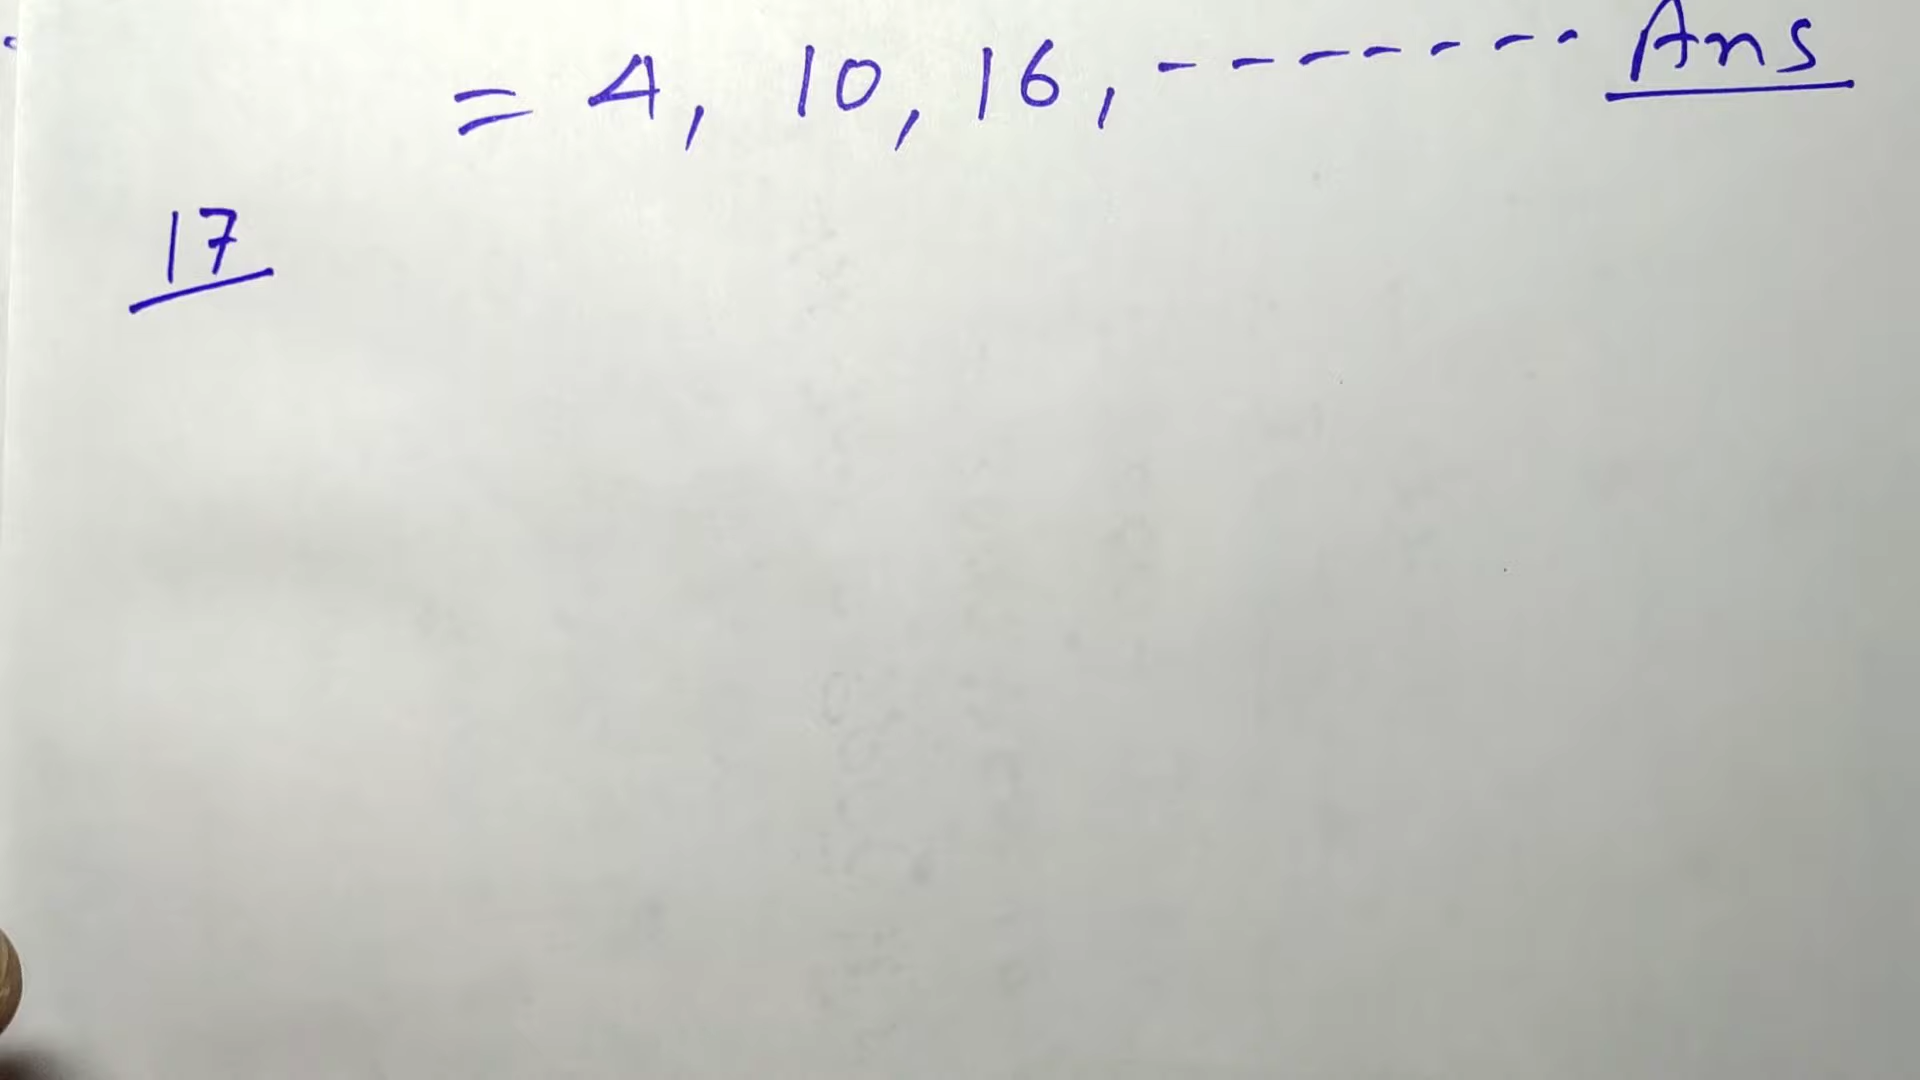 = 4, 10, 16, -------- Ans
17